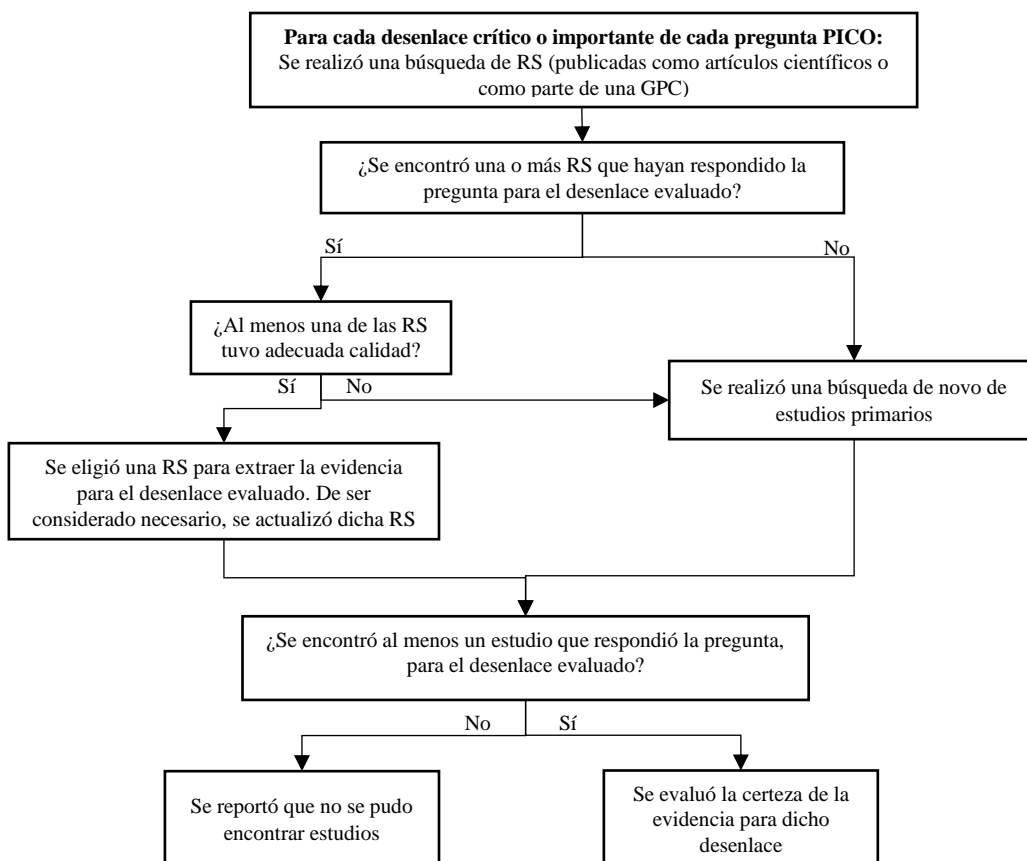 Para cada desenlace crítico o importante de cada pregunta PICO:
Se realizó una búsqueda de RS (publicadas como artículos científicos o
como parte de una GPC)
¿Se encontró una o más RS que hayan respondido la
pregunta para el desenlace evaluado?
Sí
No
¿Al menos una de las RS
tuvo adecuada calidad?
Sí
No
Se realizó una búsqueda de novo de
estudios primarios
Se eligió una RS para extraer la evidencia
para el desenlace evaluado. De ser
considerado necesario, se actualizó dicha RS
¿Se encontró al menos un estudio que respondió la pregunta,
para el desenlace evaluado?
No
Sí
Se reportó que no se pudo
encontrar estudios
Se evaluó la certeza de la
evidencia para dicho
desenlace